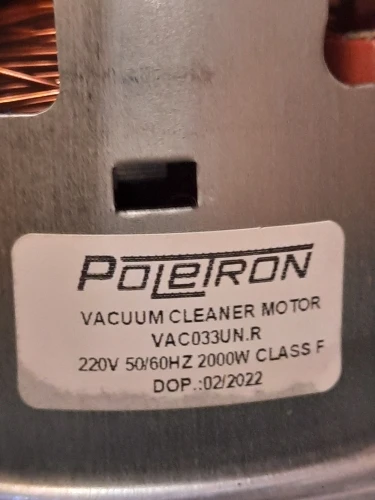 POLETRON
VACUUM CLEANER MOTOR
VAC033UN.R
220V 50/60HZ 2000W CLASS F
DOP.:02/2022